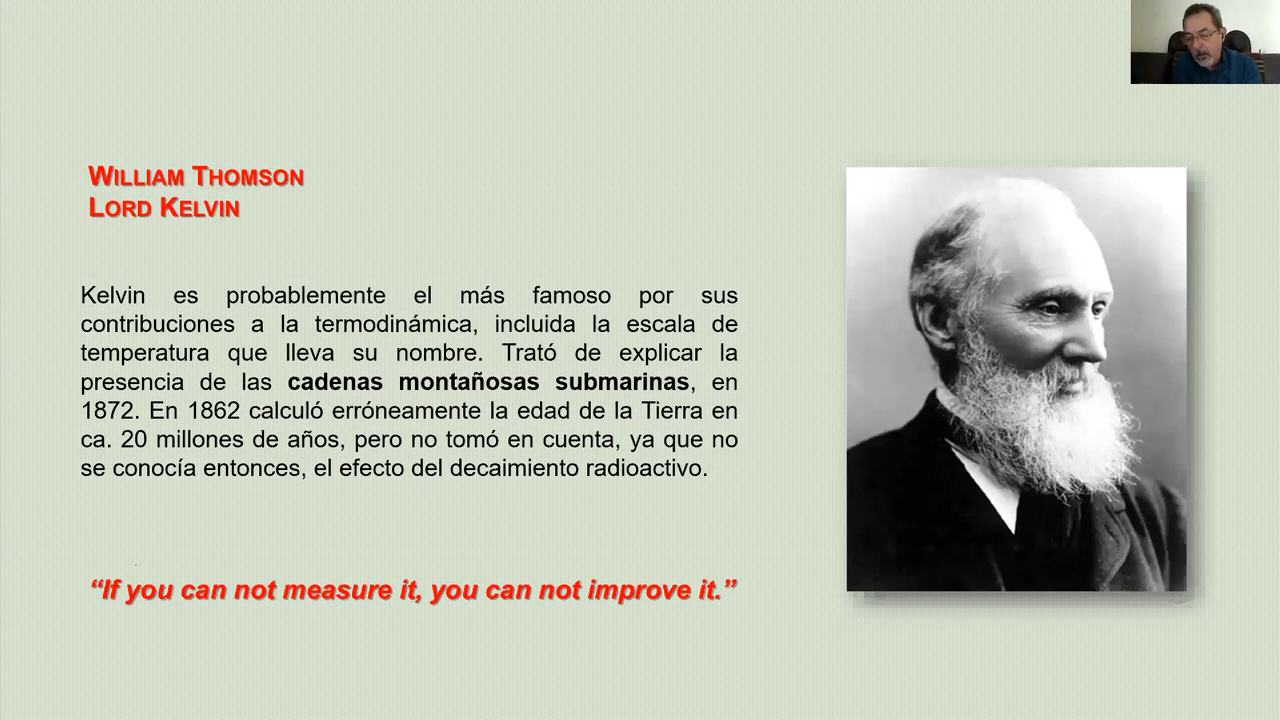 WILLIAM THOMSON
LORD KELVIN
Kelvin es probablemente el más famoso por sus
contribuciones a la termodinámica, incluida la escala de
temperatura que lleva su nombre. Trató de explicar la
presencia de las cadenas montañosas submarinas, en
1872. En 1862 calculó erróneamente la edad de la Tierra en
ca. 20 millones de años, pero no tomó en cuenta, ya que no
se conocía entonces, el efecto del decaimiento radioactivo.
“If you can not measure it, you can not improve it.”